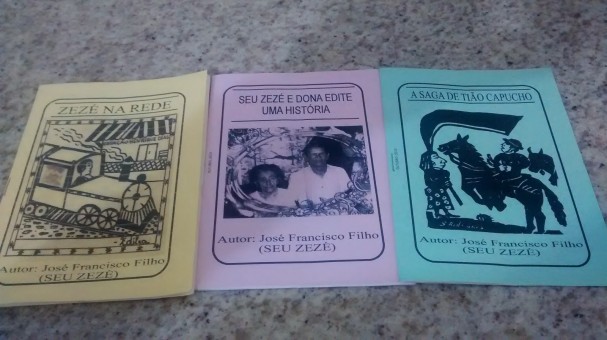 ZEZÉ NA REDE
Autor: José Francisco Filho
(SEU ZEZÉ)
SEU ZEZÉ E DONA EDITE
UMA HISTÓRIA
Autor: José Francisco Filho
(SEU ZEZÉ)
A SAGA DE TIÃO CAPUCHO
Autor: José Francisco Filho
(SEU ZEZÉ)